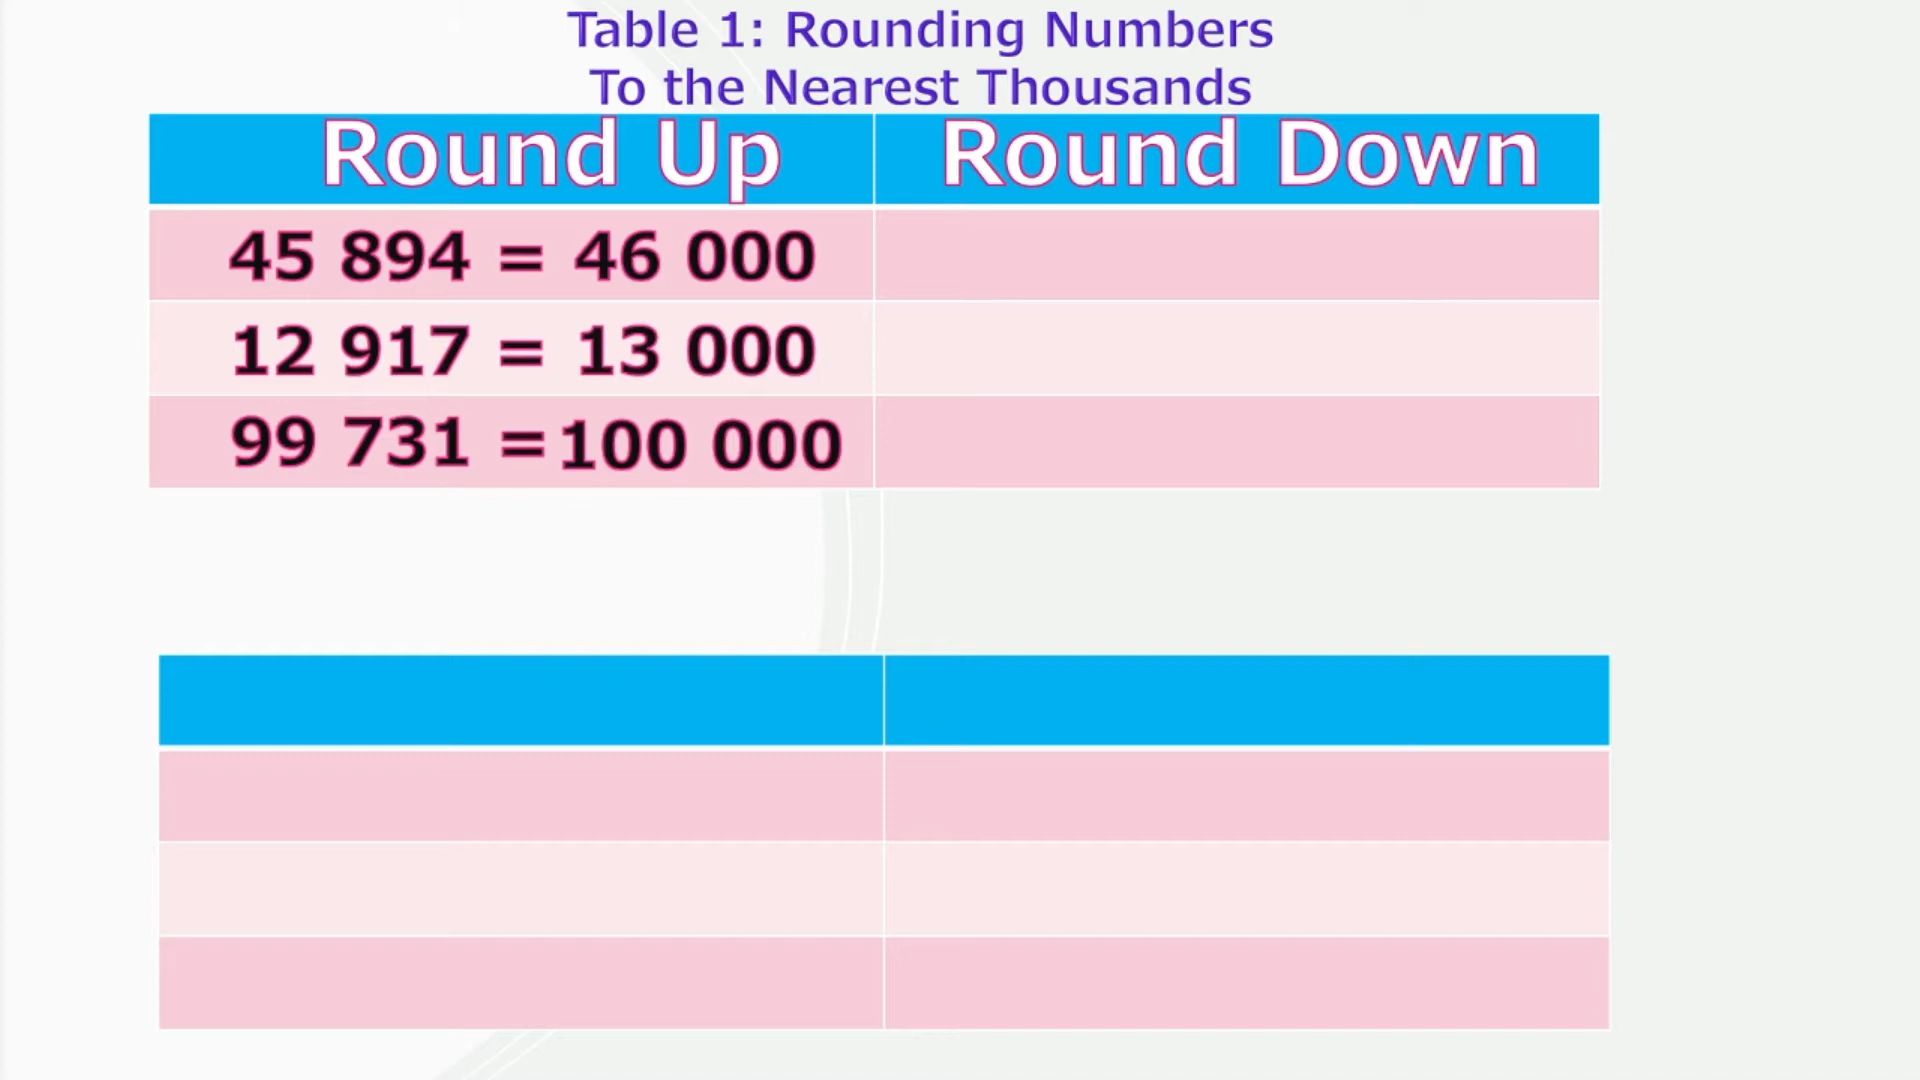 Table 1: Rounding Numbers
To the Nearest Thousands
Round Up Round Down
45 894 = 46 000
12 917 = 13 000
99 731 = 100 000